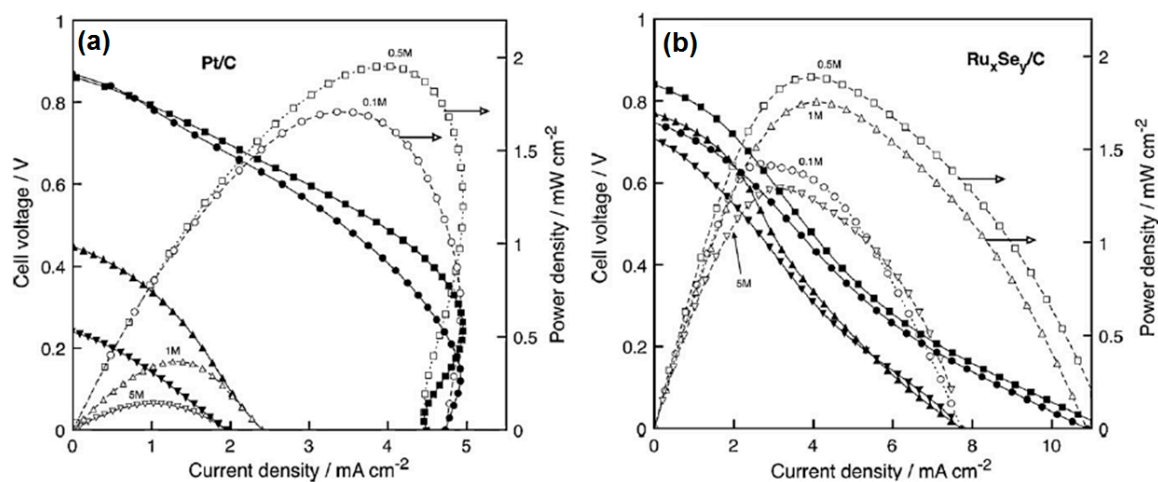 (a)
Pt/C
Cell voltage / V
1
0.8
0.6
0.4
0.2
0
0
1
2
3
4
5
Current density / mA cm⁻²
2
1.5
1
0.5
0
Power density / mW cm⁻²
0.5M
0.1M
1M
5M
(b)
RuₓSeᵧ/C
Cell voltage / V
1
0.8
0.6
0.4
0.2
0
0
2
4
6
8
10
Current density / mA cm⁻²
2
1.5
1
0.5
0
Power density / mW cm⁻²
0.5M
1M
0.1M
5M